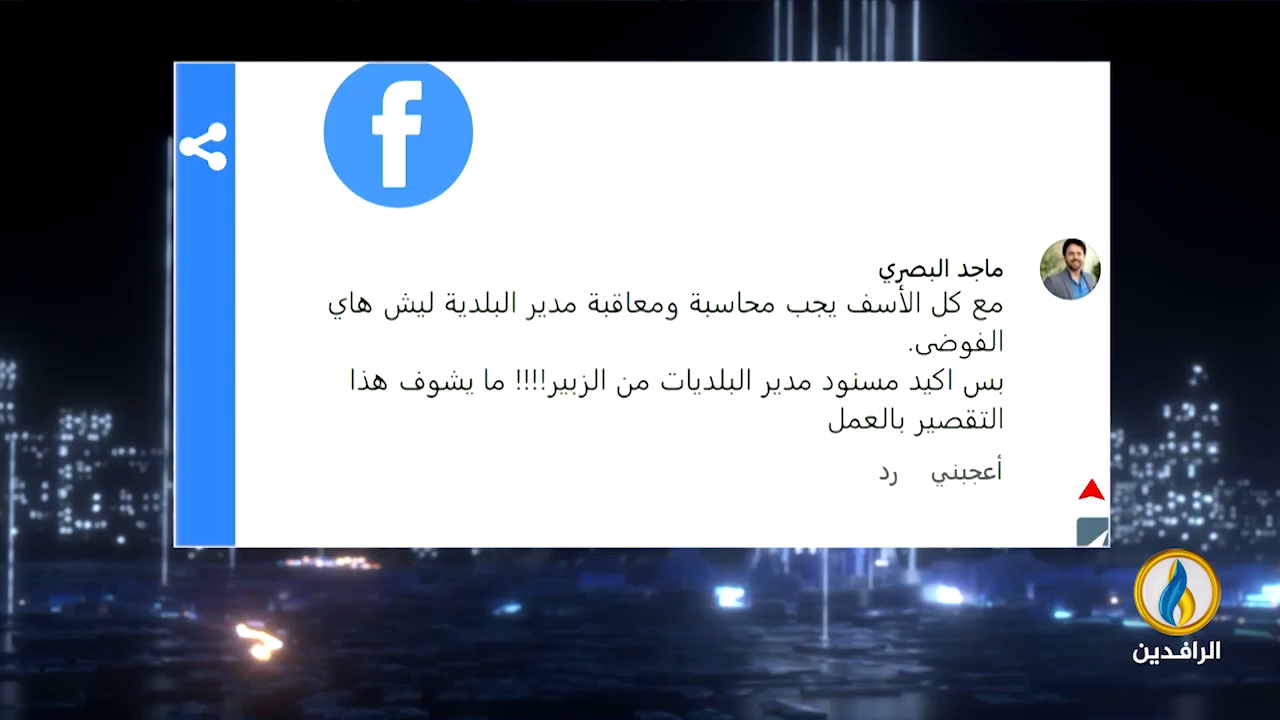 f
ماجد البصري
مع كل الأسف يجب محاسبة ومعاقبة مدير البلدية ليش هاي
الفوضى.
بس اكيد مسنود مدير البلديات من الزبير!!!! ما يشوف هذا
التقصير بالعمل
أعجبني رد
الرافدين